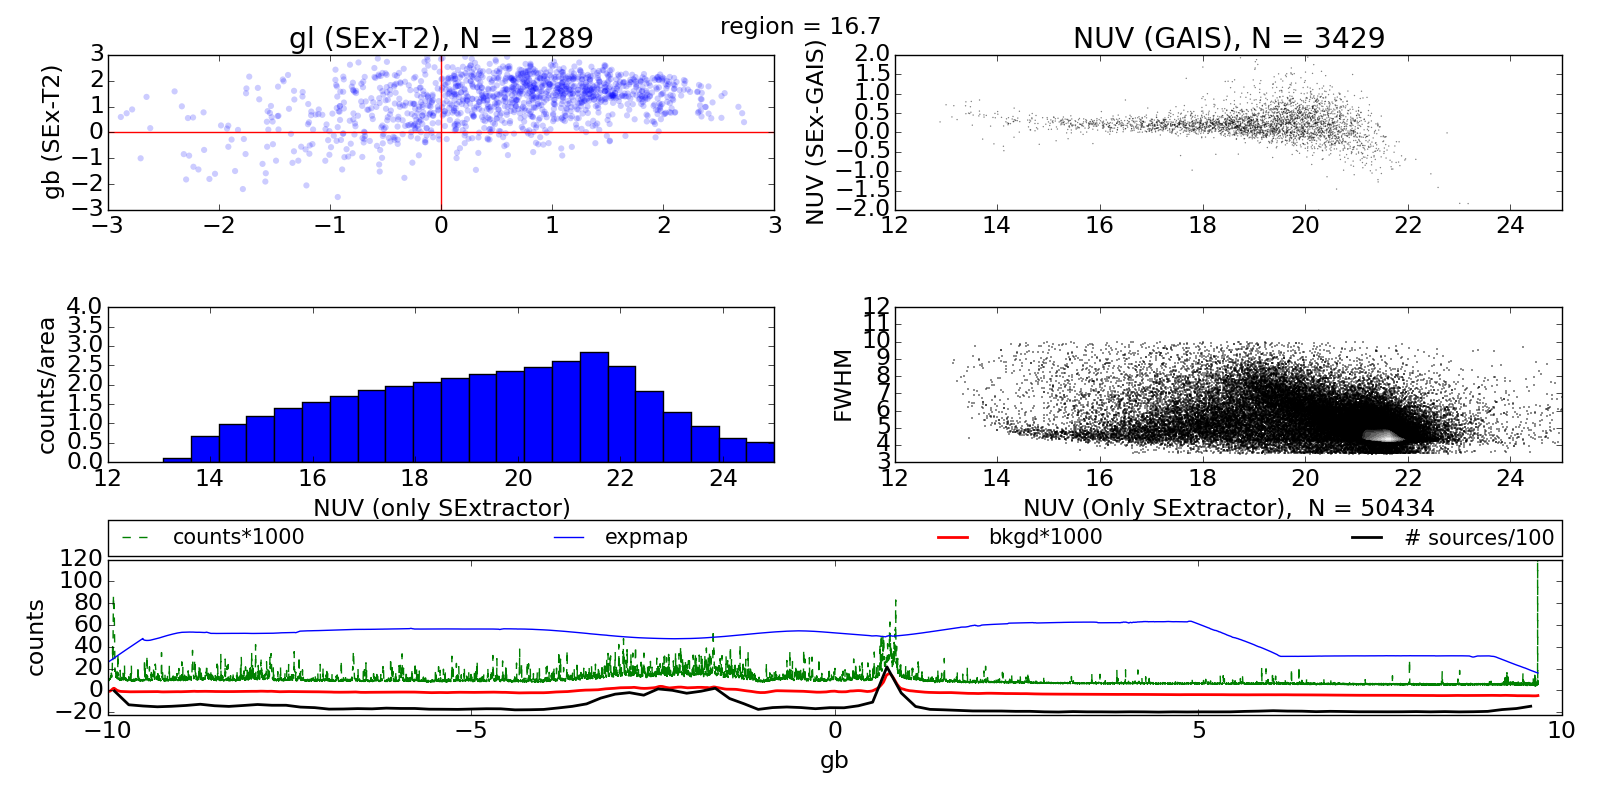 region = 16.7
gl (SEx-T2), N = 1289
NUV (GAIS), N = 3429
gb (SEx-T2)
3
2
1
0
−1
−2
−3
−3 −2 −1 0 1 2 3
NUV (SEx-GAIS)
2.0
1.5
1.0
0.5
0.0
−0.5
−1.0
−1.5
−2.0
12 14 16 18 20 22 24
counts/area
4.0
3.5
3.0
2.5
2.0
1.5
1.0
0.5
0.0
12 14 16 18 20 22 24
NUV (only SExtractor)
FWHM
12
11
10
9
8
7
6
5
4
3
12 14 16 18 20 22 24
NUV (Only SExtractor), N = 50434
counts*1000 expmap bkgd*1000 # sources/100
counts
120
100
80
60
40
20
0
−20
−10 −5 0 5 10
gb